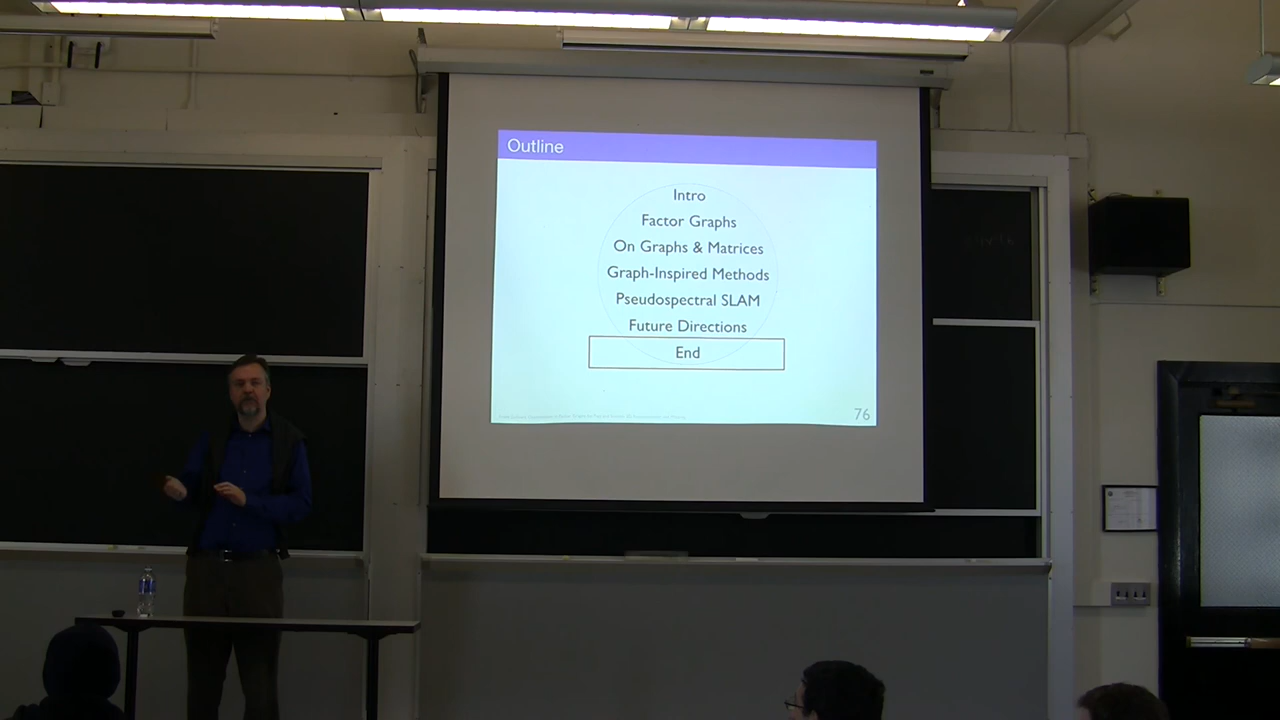 Outline
Intro
Factor Graphs
On Graphs & Matrices
Graph-Inspired Methods
Pseudospectral SLAM
Future Directions
End
76